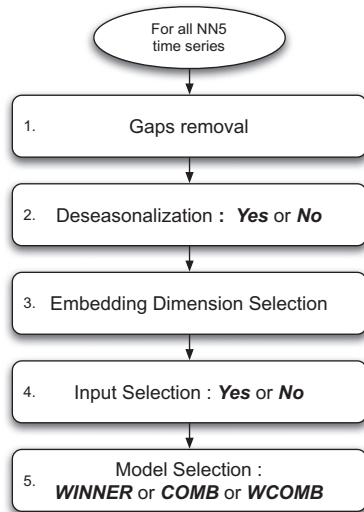 For all NN5
time series
1. Gaps removal
2. Deseasonalization : Yes or No
3. Embedding Dimension Selection
4. Input Selection : Yes or No
5. Model Selection :
WINNER or COMB or WCOMB